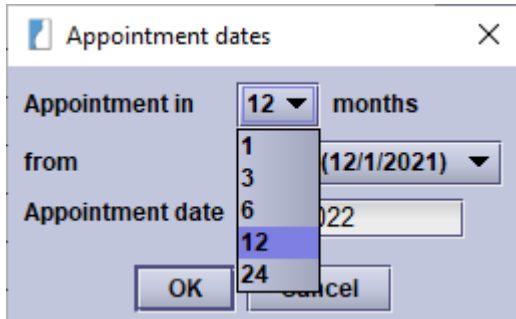 Appointment dates
Appointment in 12 months
1
from (12/1/2021)
3
Appointment date 6 022
12
24
OK cel